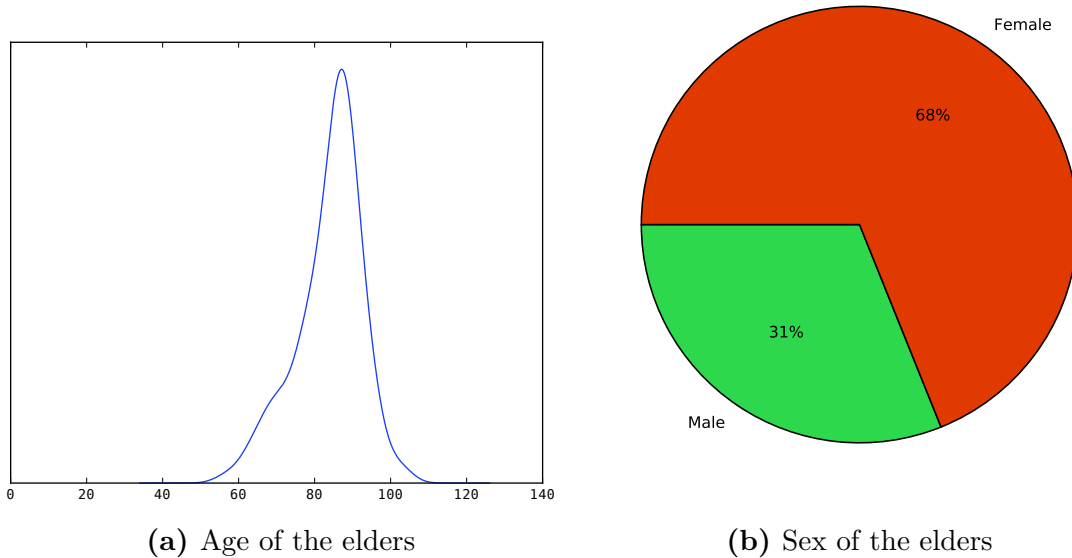 Female
68%
31%
Male
0 20 40 60 80 100 120 140
(a) Age of the elders
(b) Sex of the elders